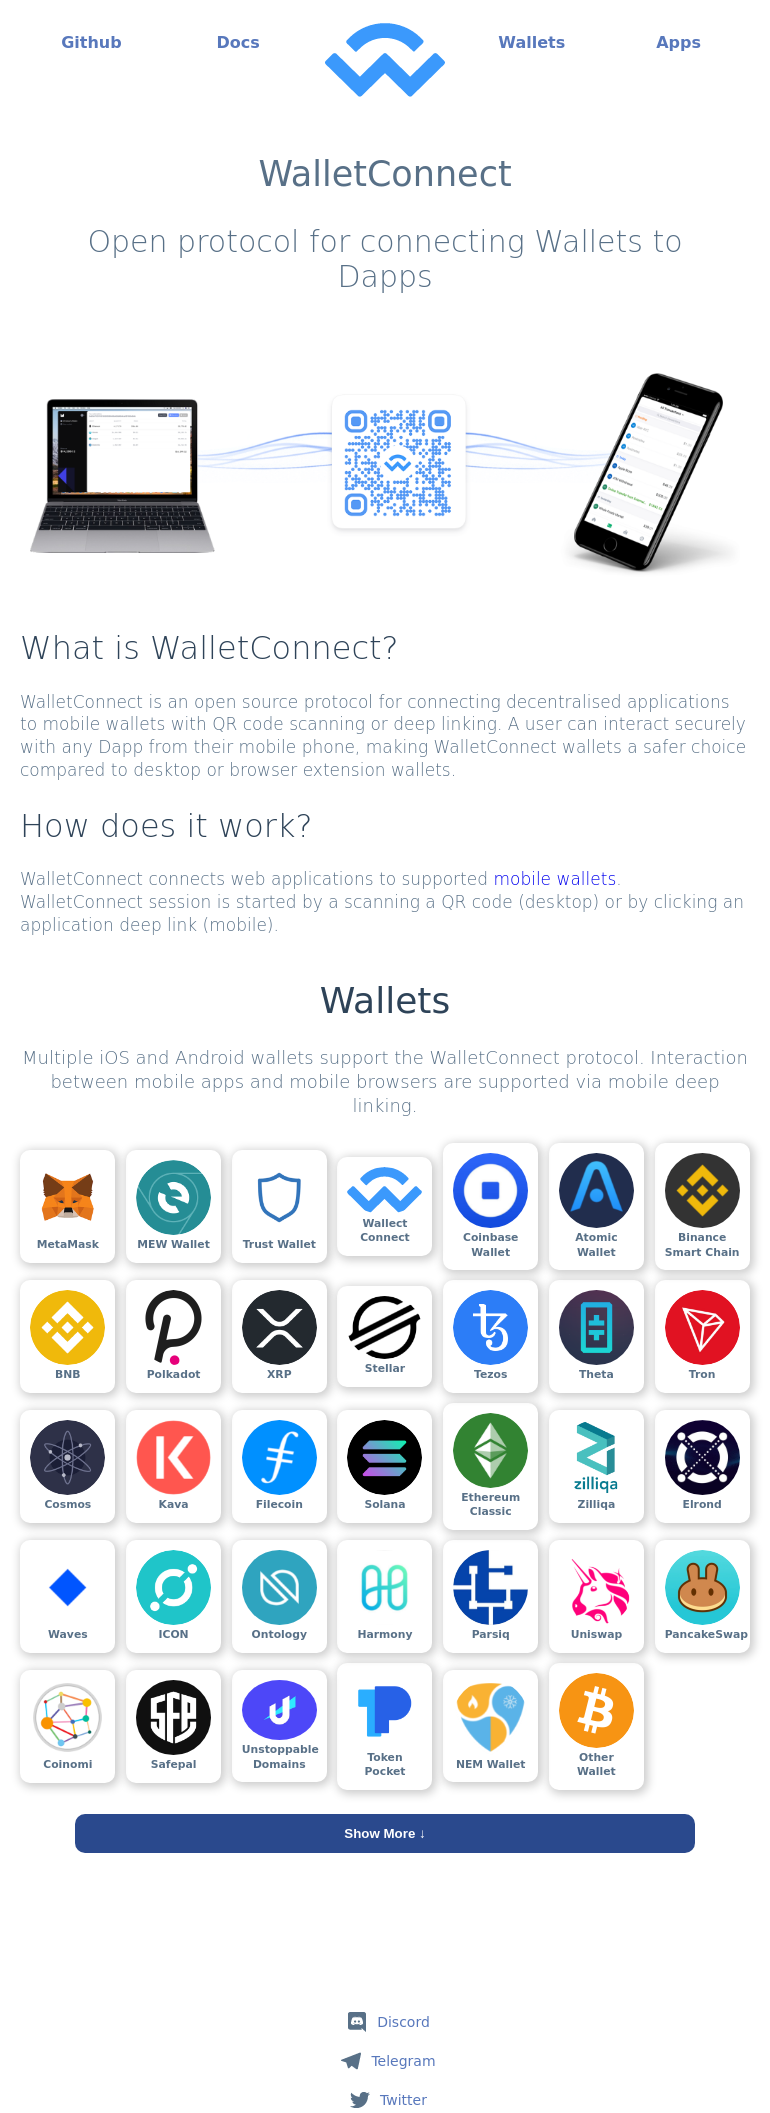 Github
Docs
Wallets
Apps
WalletConnect
Open protocol for connecting Wallets to
Dapps
What is WalletConnect?
WalletConnect is an open source protocol for connecting decentralised applications
to mobile wallets with QR code scanning or deep linking. A user can interact securely
with any Dapp from their mobile phone, making WalletConnect wallets a safer choice
compared to desktop or browser extension wallets.
How does it work?
WalletConnect connects web applications to supported mobile wallets.
WalletConnect session is started by a scanning a QR code (desktop) or by clicking an
application deep link (mobile).
Wallets
Multiple iOS and Android wallets support the WalletConnect protocol. Interaction
between mobile apps and mobile browsers are supported via mobile deep
linking.
MetaMask
MEW Wallet
Trust Wallet
Wallect
Connect
Coinbase
Wallet
Atomic
Wallet
Binance
Smart Chain
BNB
Polkadot
XRP
Stellar
Tezos
Theta
Tron
Cosmos
Kava
Filecoin
Solana
Ethereum
Classic
zilliqa
Zilliqa
Elrond
Waves
ICON
Ontology
Harmony
Parsiq
Uniswap
PancakeSwap
Coinomi
Safepal
Unstoppable
Domains
Token
Pocket
NEM Wallet
Other
Wallet
Show More ↓
Discord
Telegram
Twitter